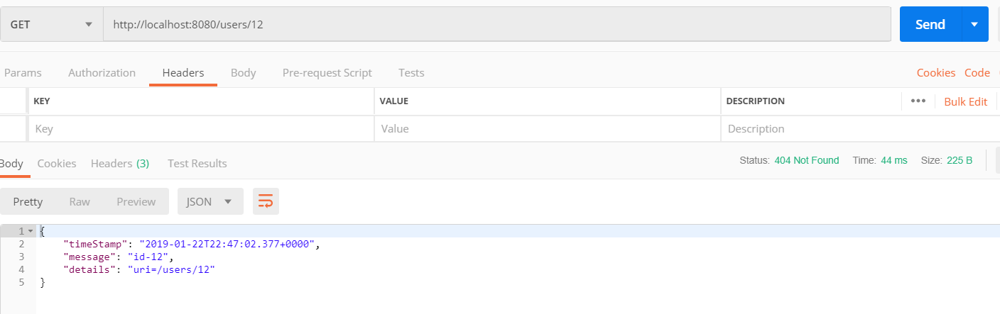 GET http://localhost:8080/users/12 Send
Params Authorization Headers Body Pre-request Script Tests Cookies Code
KEY VALUE DESCRIPTION ••• Bulk Edit
Key Value Description
Body Cookies Headers (3) Test Results Status: 404 Not Found Time: 44 ms Size: 225 B
Pretty Raw Preview JSON
1 {
2 "timeStamp": "2019-01-22T22:47:02.377+0000",
3 "message": "id-12",
4 "details": "uri=/users/12"
5 }